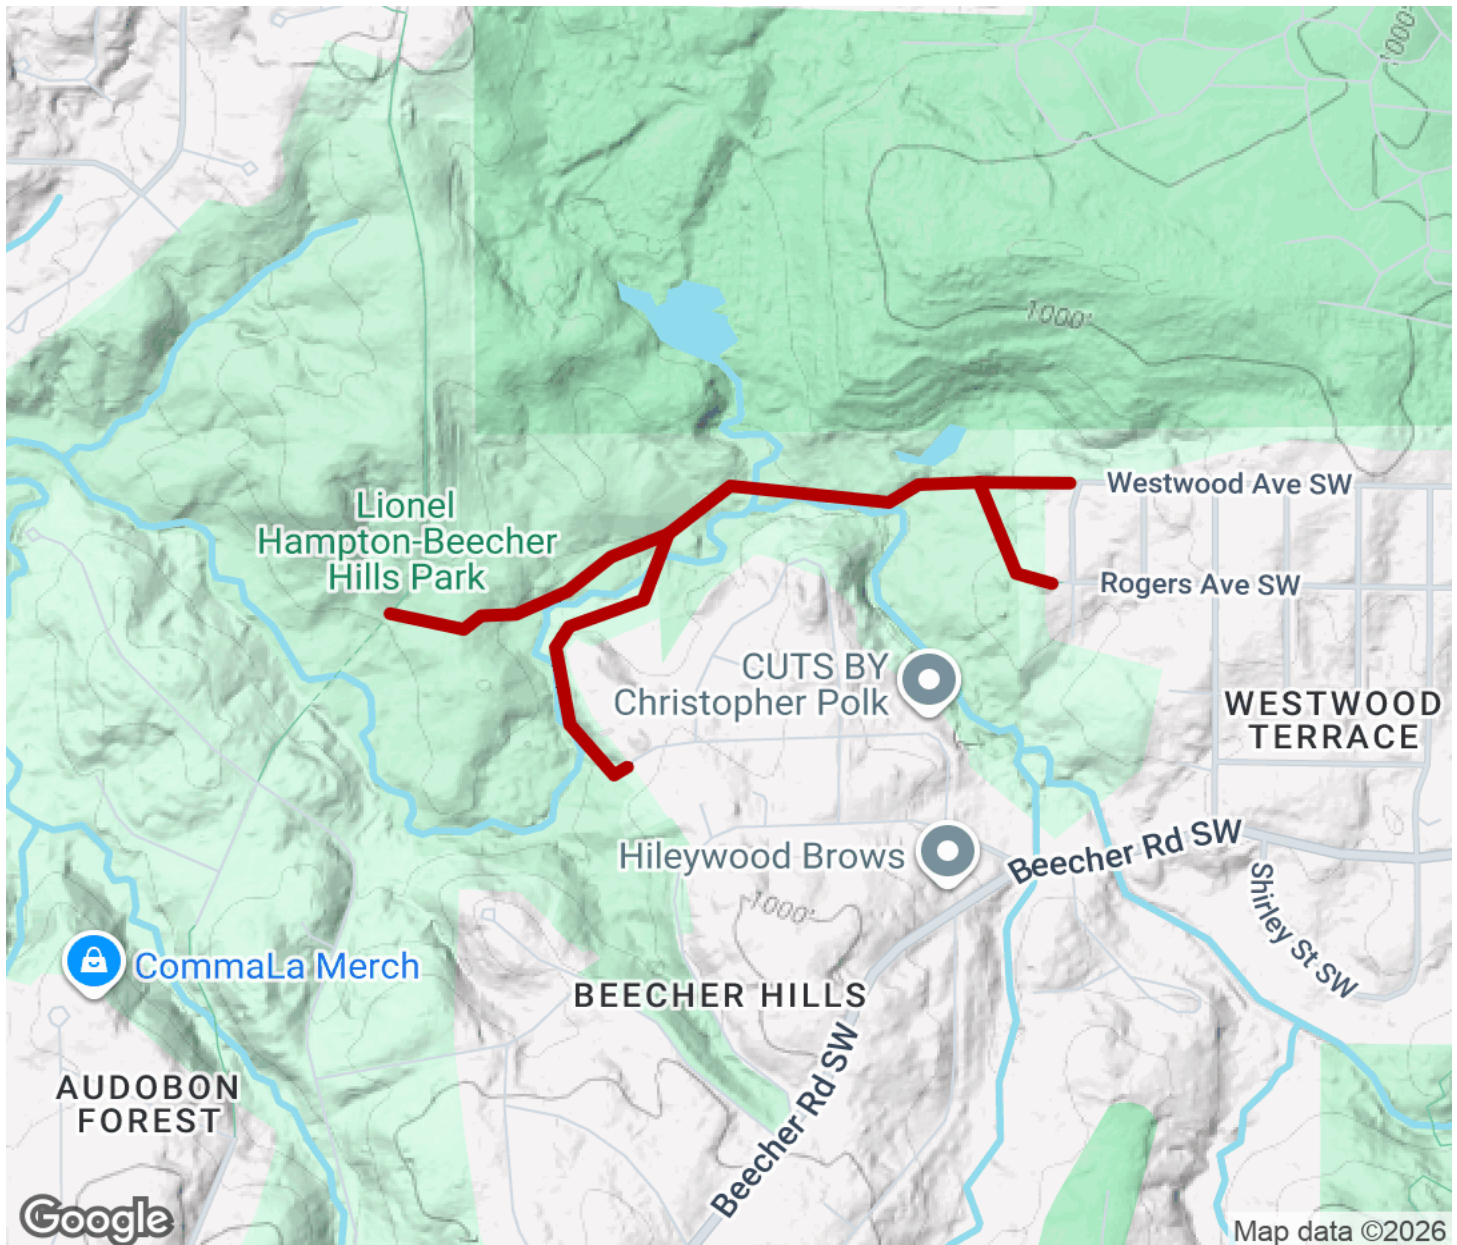 1000'
1000'
Westwood Ave SW
Lionel
Hampton-Beecher
Hills Park
Rogers Ave SW
CUTS BY
Christopher Polk
WESTWOOD
TERRACE
Beecher Rd SW
Hileywood Brows
Shirley St SW
1000'
CommaLa Merch
BEECHER HILLS
Beecher Rd SW
AUDOBON
FOREST
Google
Map data ©2026